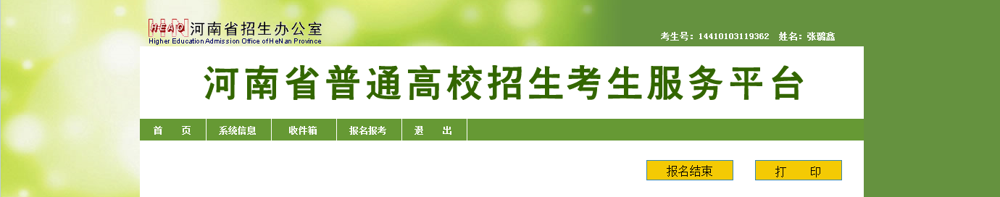 HEAO 河南省招生办公室
Higher Education Admission Office of HeNan Province
考生号：14410103119362 姓名：张璐鑫
河南省普通高校招生考生服务平台
首 页 系统信息 收件箱 报名报考 退 出
报名结束 打 印